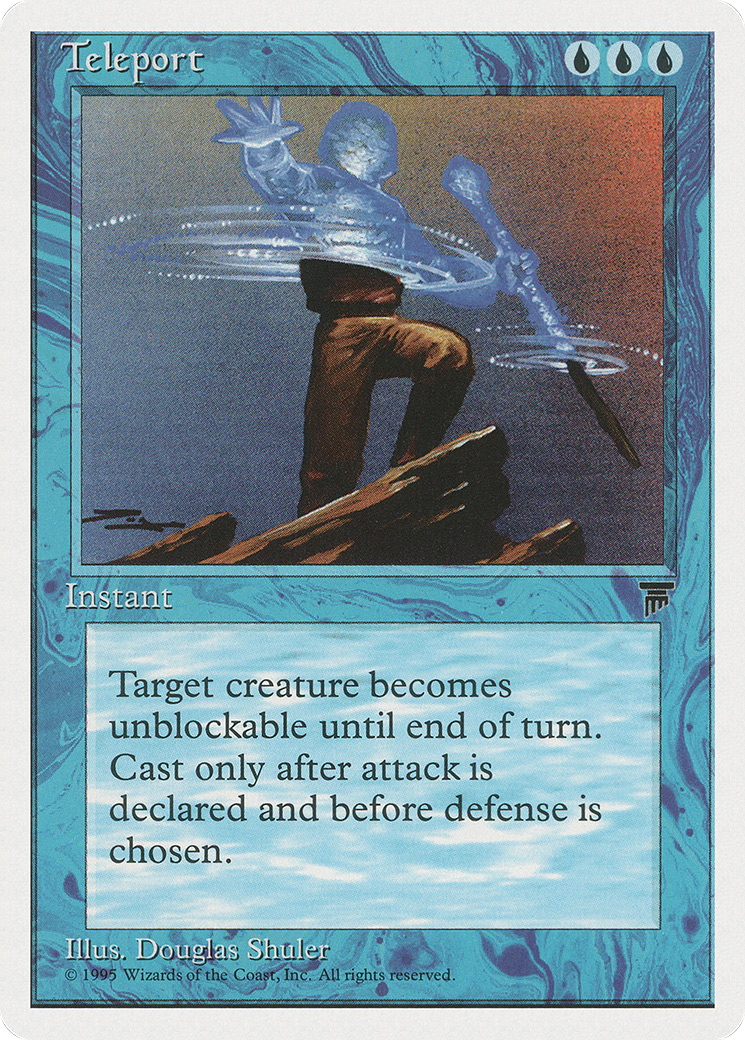 Teleport
Instant
Target creature becomes
unblockable until end of turn.
Cast only after attack is
declared and before defense is
chosen.
Illus. Douglas Shuler
© 1995 Wizards of the Coast, Inc. All rights reserved.